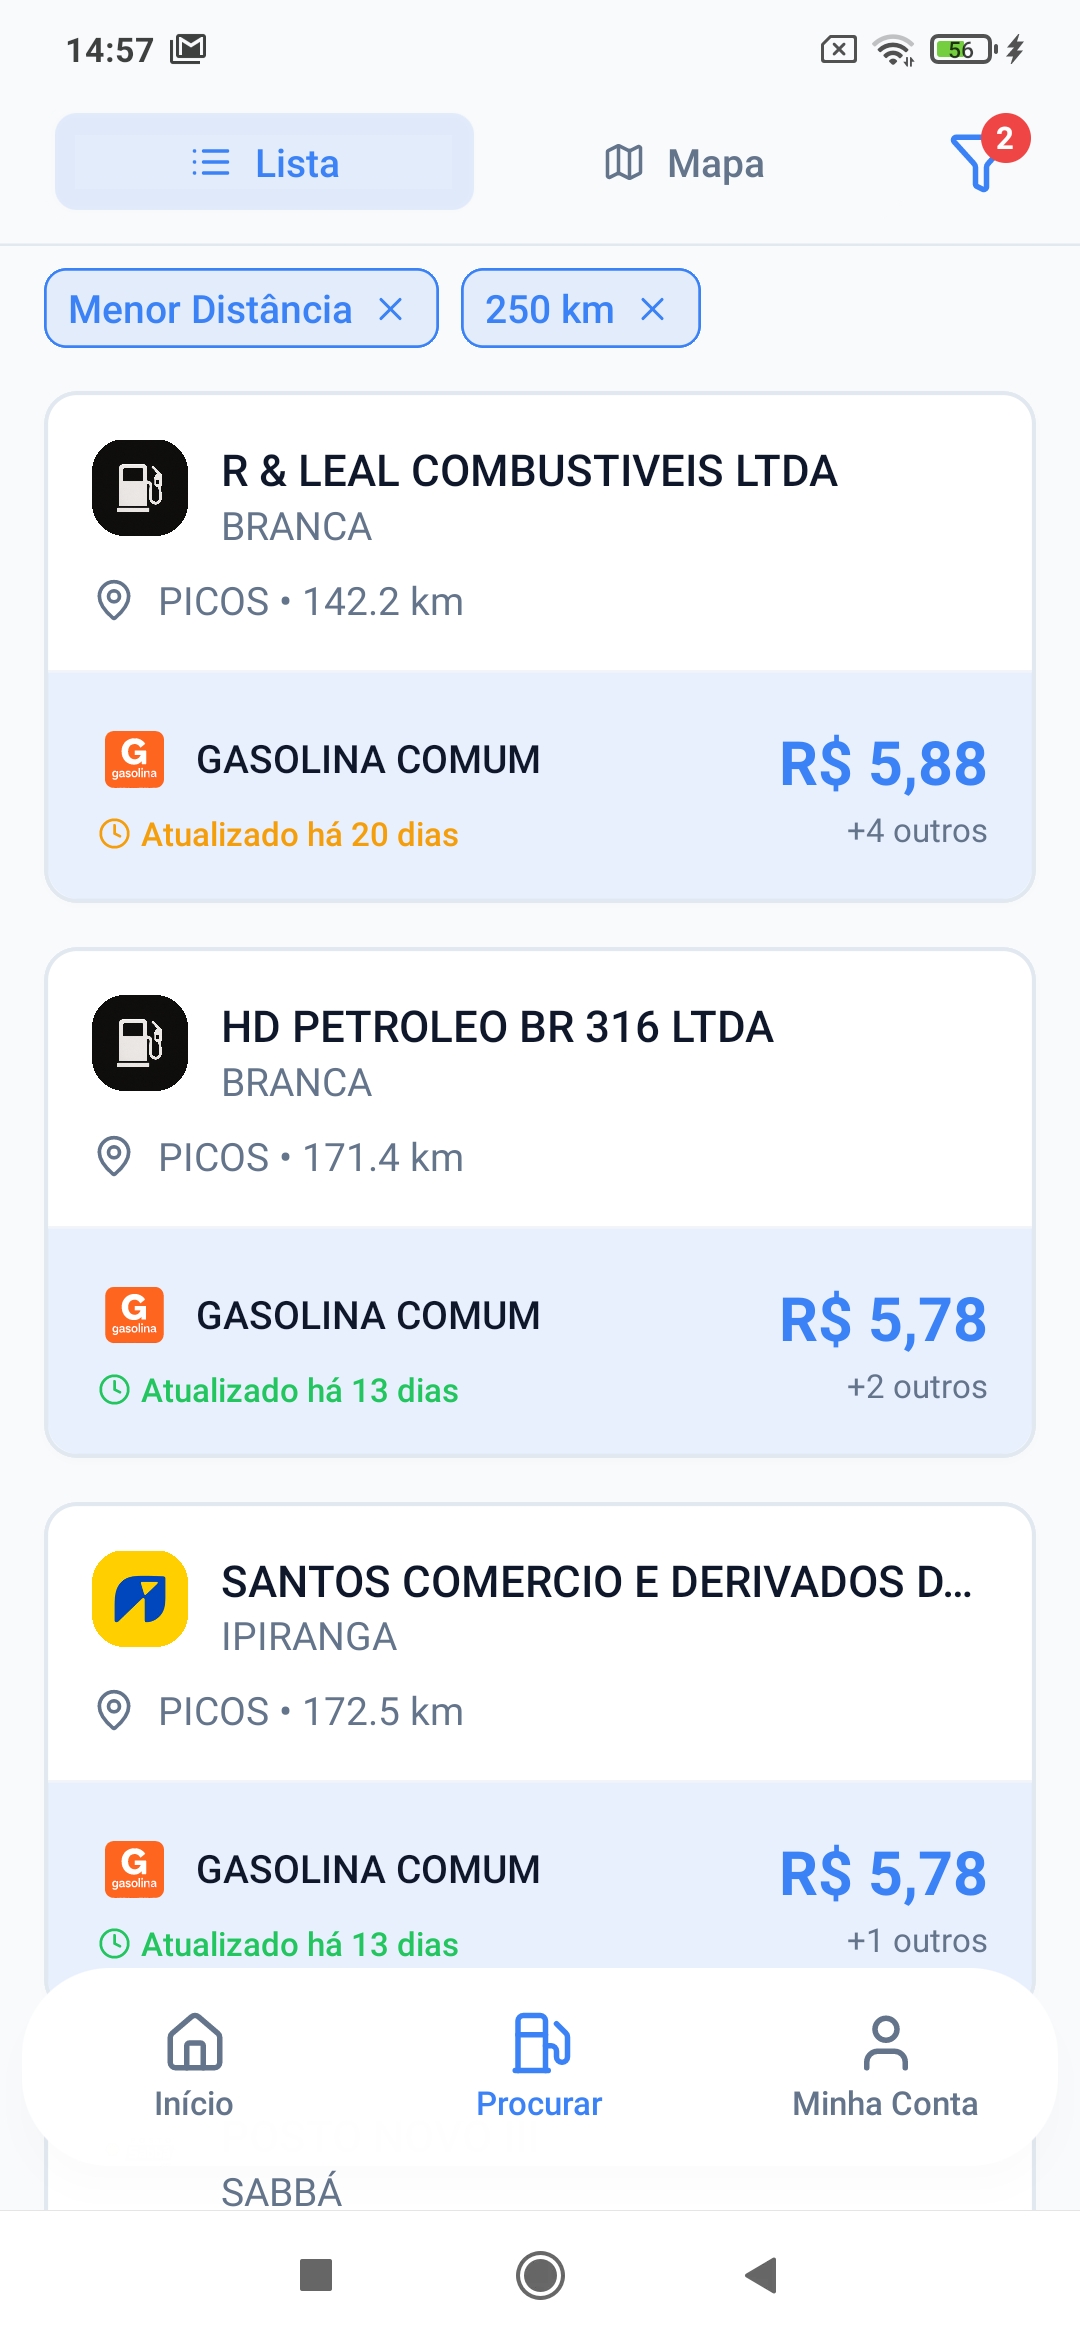 14:57
56
Lista
Mapa
2
Menor Distância
250 km
R & LEAL COMBUSTIVEIS LTDA
BRANCA
PICOS • 142.2 km
G
gasolina
GASOLINA COMUM
R$ 5,88
Atualizado há 20 dias
+4 outros
HD PETROLEO BR 316 LTDA
BRANCA
PICOS • 171.4 km
G
gasolina
GASOLINA COMUM
R$ 5,78
Atualizado há 13 dias
+2 outros
SANTOS COMERCIO E DERIVADOS D...
IPIRANGA
PICOS • 172.5 km
G
gasolina
GASOLINA COMUM
R$ 5,78
Atualizado há 13 dias
+1 outros
Início
Procurar
Minha Conta
SABBÁ